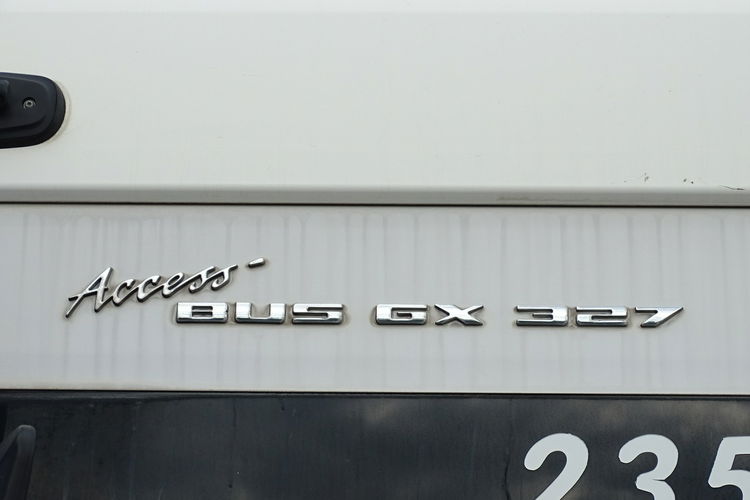 Access'
BUS GX 327
235